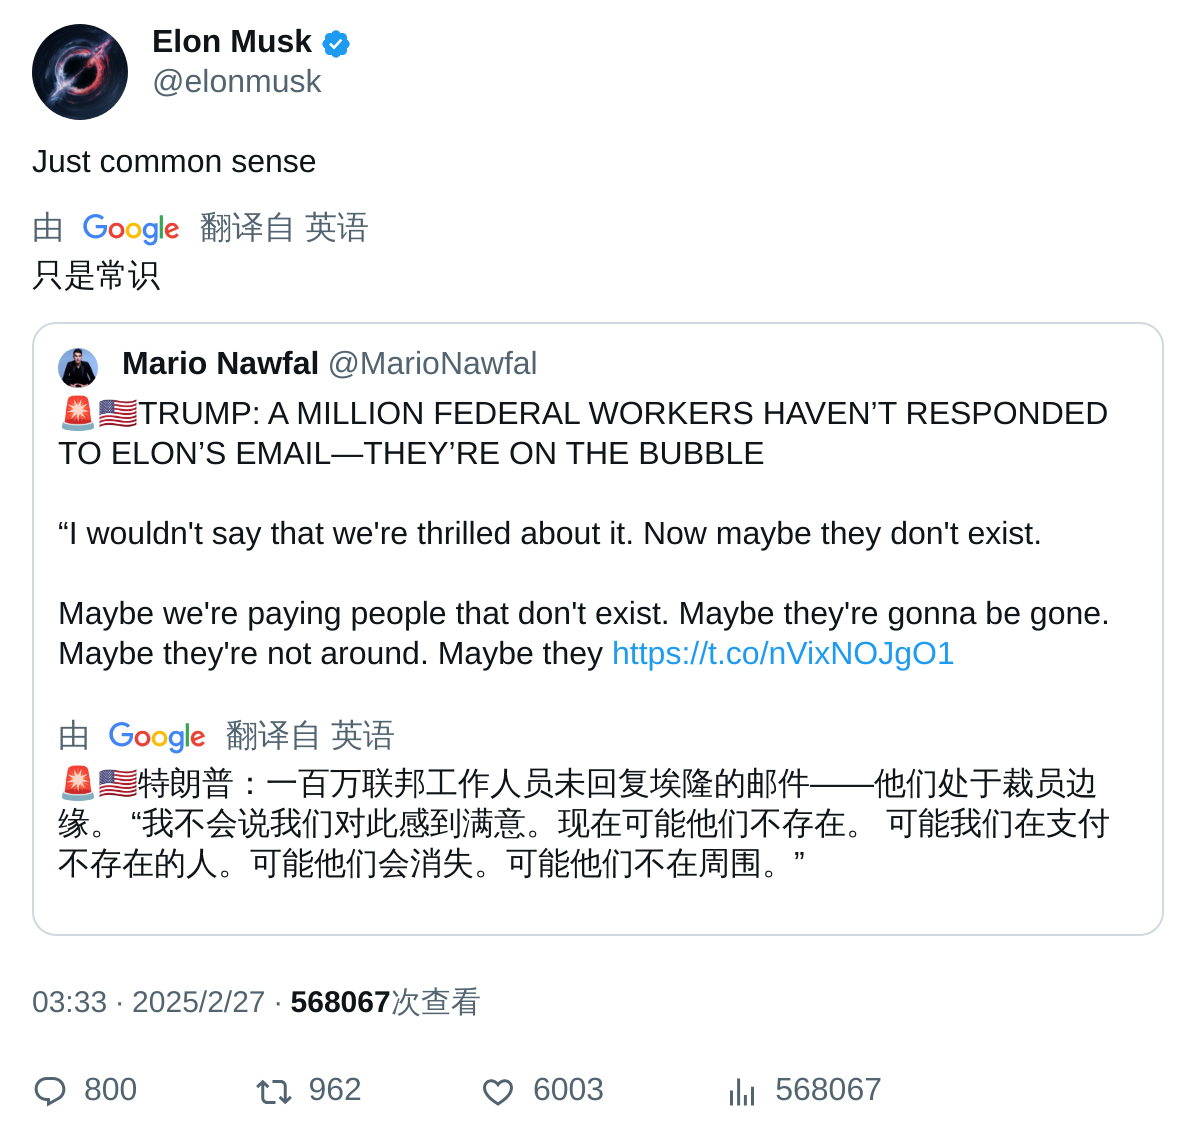 Elon Musk
@elonmusk
Just common sense
由 Google 翻译自 英语
只是常识
Mario Nawfal @MarioNawfal
🚨🇺🇸TRUMP: A MILLION FEDERAL WORKERS HAVEN’T RESPONDED
TO ELON’S EMAIL—THEY’RE ON THE BUBBLE
“I wouldn't say that we're thrilled about it. Now maybe they don't exist.
Maybe we're paying people that don't exist. Maybe they're gonna be gone.
Maybe they're not around. Maybe they https://t.co/nVixNOJgO1
由 Google 翻译自 英语
🚨🇺🇸特朗普：一百万联邦工作人员未回复埃隆的邮件——他们处于裁员边
缘。 “我不会说我们对此感到满意。现在可能他们不存在。 可能我们在支付
不存在的人。可能他们会消失。可能他们不在周围。”
03:33 · 2025/2/27 · 568067次查看
800 962 6003 568067